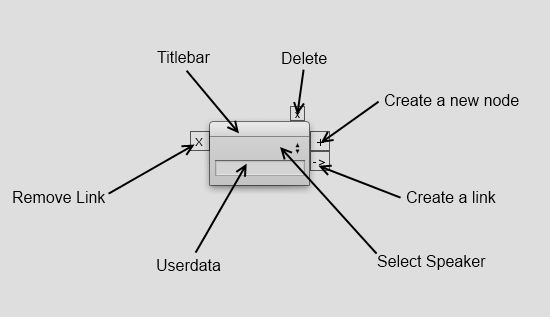 Titlebar
Delete
x
Create a new node
X
+
->
Remove Link
Create a link
Userdata
Select Speaker